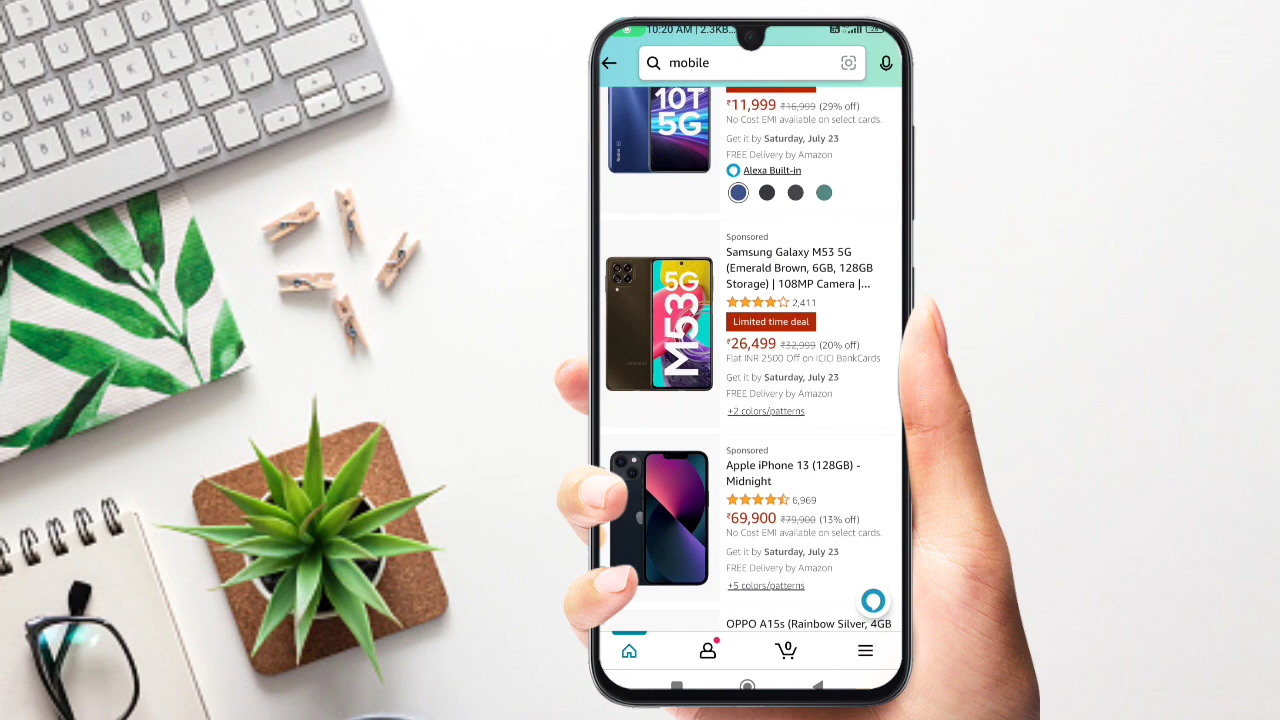 10:20 AM | 2.3KB...
mobile
10T
5G
₹11,999 ₹16,999 (29% off)
No Cost EMI available on select cards.
Get it by Saturday, July 23
FREE Delivery by Amazon
Alexa Built-in
Sponsored
Samsung Galaxy M53 5G
(Emerald Brown, 6GB, 128GB
Storage) | 108MP Camera |...
2,411
Limited time deal
₹26,499 ₹32,999 (20% off)
Flat INR 2500 Off on ICICI BankCards
Get it by Saturday, July 23
FREE Delivery by Amazon
+2 colors/patterns
5G
M53
Sponsored
Apple iPhone 13 (128GB) -
Midnight
6,969
₹69,900 ₹79,900 (13% off)
No Cost EMI available on select cards.
Get it by Saturday, July 23
FREE Delivery by Amazon
+5 colors/patterns
OPPO A15s (Rainbow Silver, 4GB
0